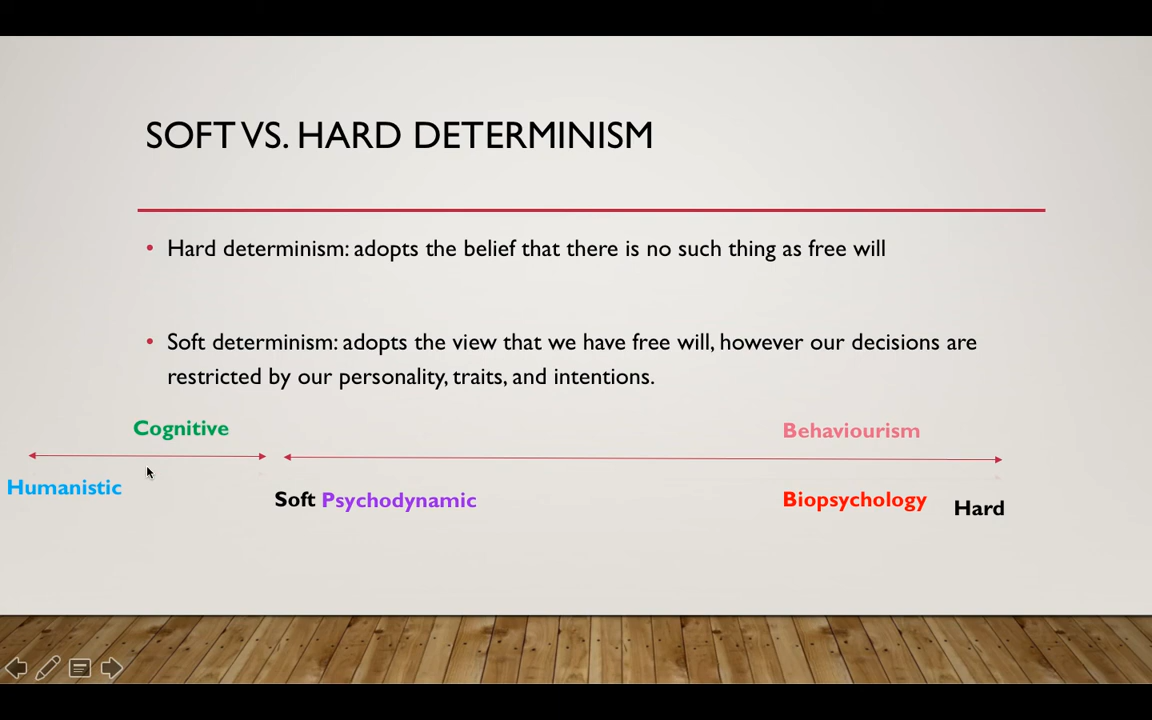 SOFT VS. HARD DETERMINISM
• Hard determinism: adopts the belief that there is no such thing as free will
• Soft determinism: adopts the view that we have free will, however our decisions are
restricted by our personality, traits, and intentions.
Cognitive
Behaviourism
Humanistic
Soft Psychodynamic
Biopsychology
Hard